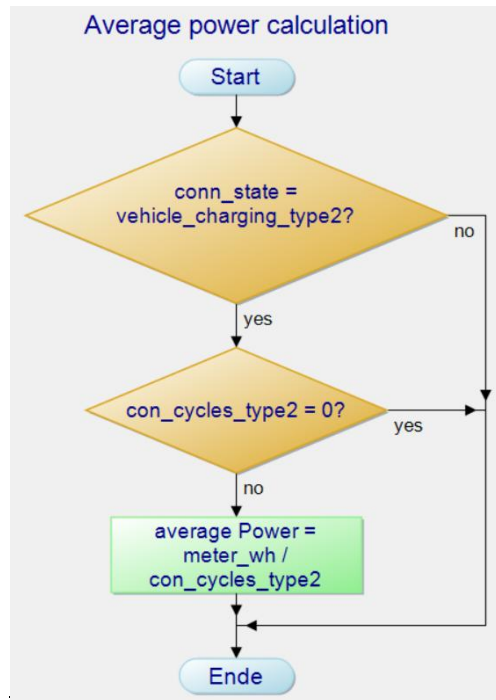 Average power calculation
Start
conn_state =
vehicle_charging_type2?
no
yes
con_cycles_type2 = 0?
yes
no
average Power =
meter_wh /
con_cycles_type2
Ende